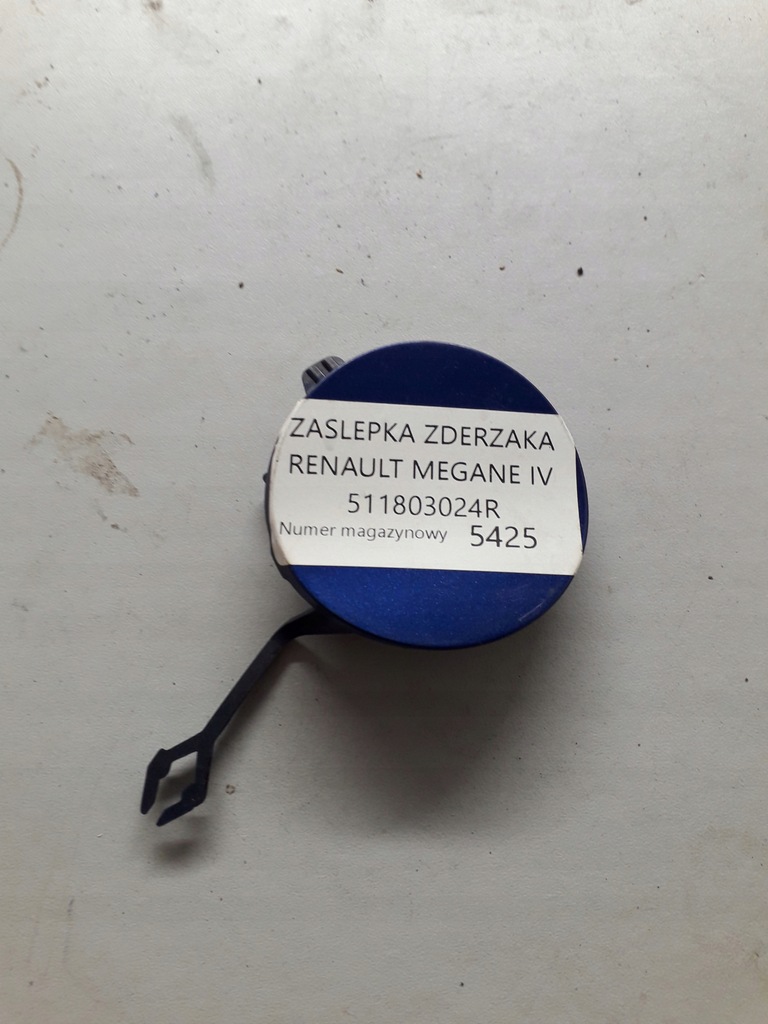 ZASLEPKA ZDERZAKA
RENAULT MEGANE IV
511803024R
Numer magazynowy 5425